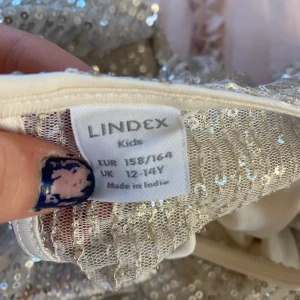 LINDEX
Kids
EUR 158/164
UK 12-14Y
Made in India